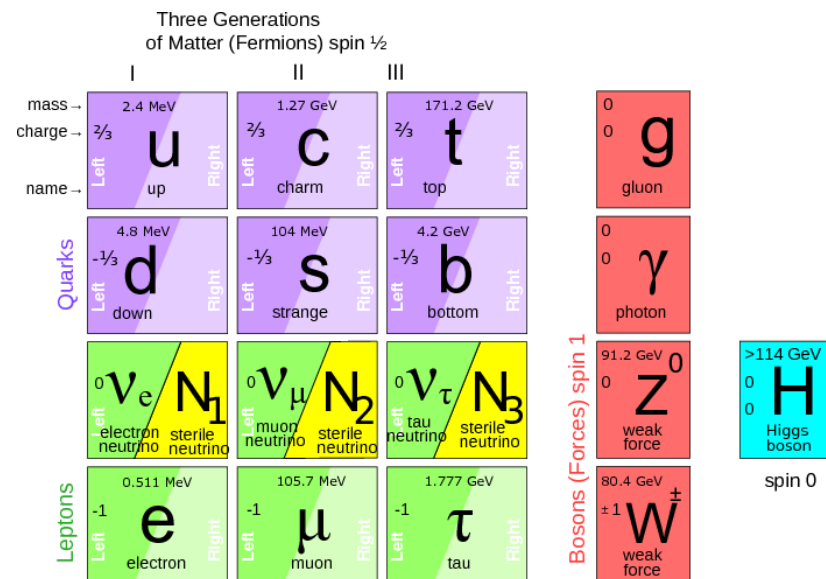 Three Generations
of Matter (Fermions) spin ½
I II III
mass→
charge→
name→
2.4 MeV
⅔
u
Left
Right
up
1.27 GeV
⅔
c
Left
Right
charm
171.2 GeV
⅔
t
Left
Right
top
0
0
g
gluon
Quarks
4.8 MeV
-⅓
d
Left
Right
down
104 MeV
-⅓
s
Left
Right
strange
4.2 GeV
-⅓
b
Left
Right
bottom
0
0
γ
photon
0
νe
Left
electron
neutrino
N1
sterile
neutrino
0
νμ
Left
muon
neutrino
N2
sterile
neutrino
0
ντ
Left
tau
neutrino
N3
sterile
neutrino
Bosons (Forces) spin 1
91.2 GeV
0
Z0
weak
force
>114 GeV
0
0
H
Higgs
boson
spin 0
Leptons
0.511 MeV
-1
e
Left
Right
electron
105.7 MeV
-1
μ
Left
Right
muon
1.777 GeV
-1
τ
Left
Right
tau
80.4 GeV
±1
W±
weak
force